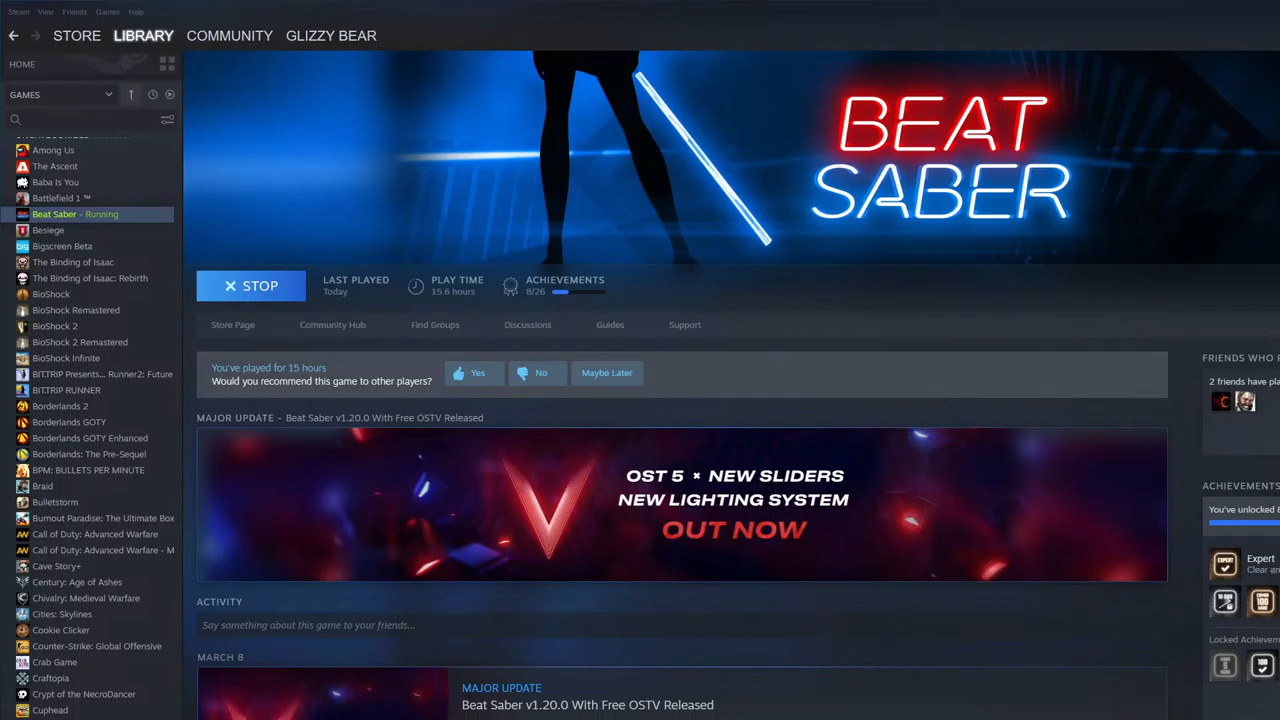 Steam View Friends Games Help
STORE LIBRARY COMMUNITY GLIZZY BEAR
HOME
GAMES
Among Us
The Ascent
Baba Is You
Battlefield 1 ™
Beat Saber - Running
Besiege
Bigscreen Beta
The Binding of Isaac
The Binding of Isaac: Rebirth
BioShock
BioShock Remastered
BioShock 2
BioShock 2 Remastered
BioShock Infinite
BIT.TRIP Presents... Runner2: Future
BIT.TRIP RUNNER
Borderlands 2
Borderlands GOTY
Borderlands GOTY Enhanced
Borderlands: The Pre-Sequel
BPM: BULLETS PER MINUTE
Braid
Bulletstorm
Burnout Paradise: The Ultimate Box
Call of Duty: Advanced Warfare
Call of Duty: Advanced Warfare - M
Cave Story+
Century: Age of Ashes
Chivalry: Medieval Warfare
Cities: Skylines
Cookie Clicker
Counter-Strike: Global Offensive
Crab Game
Craftopia
Crypt of the NecroDancer
Cuphead
BEAT
SABER
STOP
LAST PLAYED
Today
PLAY TIME
15.6 hours
ACHIEVEMENTS
8/26
Store Page Community Hub Find Groups Discussions Guides Support
You've played for 15 hours
Would you recommend this game to other players?
Yes No Maybe Later
MAJOR UPDATE – Beat Saber v1.20.0 With Free OSTV Released
OST 5 × NEW SLIDERS
NEW LIGHTING SYSTEM
OUT NOW
ACTIVITY
Say something about this game to your friends...
MARCH 8
MAJOR UPDATE
Beat Saber v1.20.0 With Free OSTV Released
FRIENDS WHO
2 friends have pla
ACHIEVEMENTS
You've unlocked 8
EXPERT
Expert
Clear an
Locked Achievem